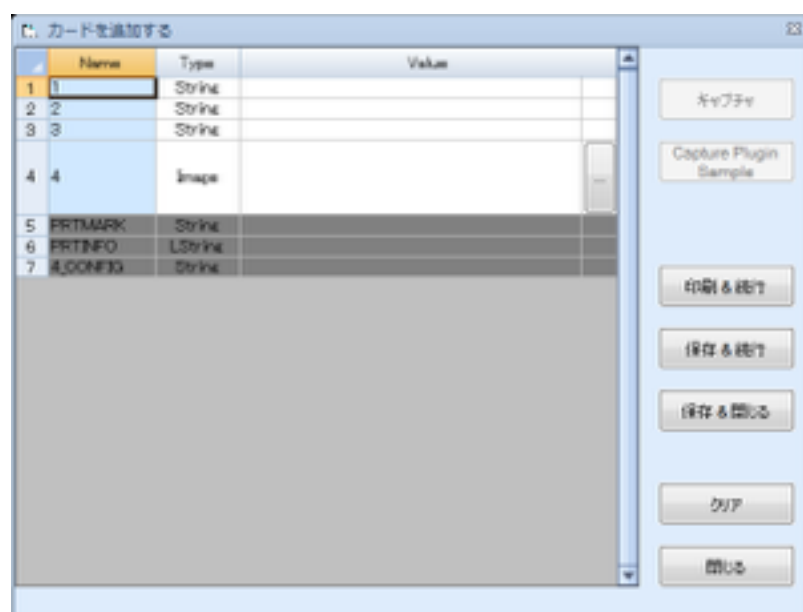 カードを追加する
Name Type Value
1 1 String
2 2 String
3 3 String
4 4 Image ...
5 PRTMARK String
6 PRTINFO LString
7 4_CONFIG String
キャプチャ
Capture Plugin
Sample
印刷 & 続行
保存 & 続行
保存 & 閉じる
クリア
閉じる